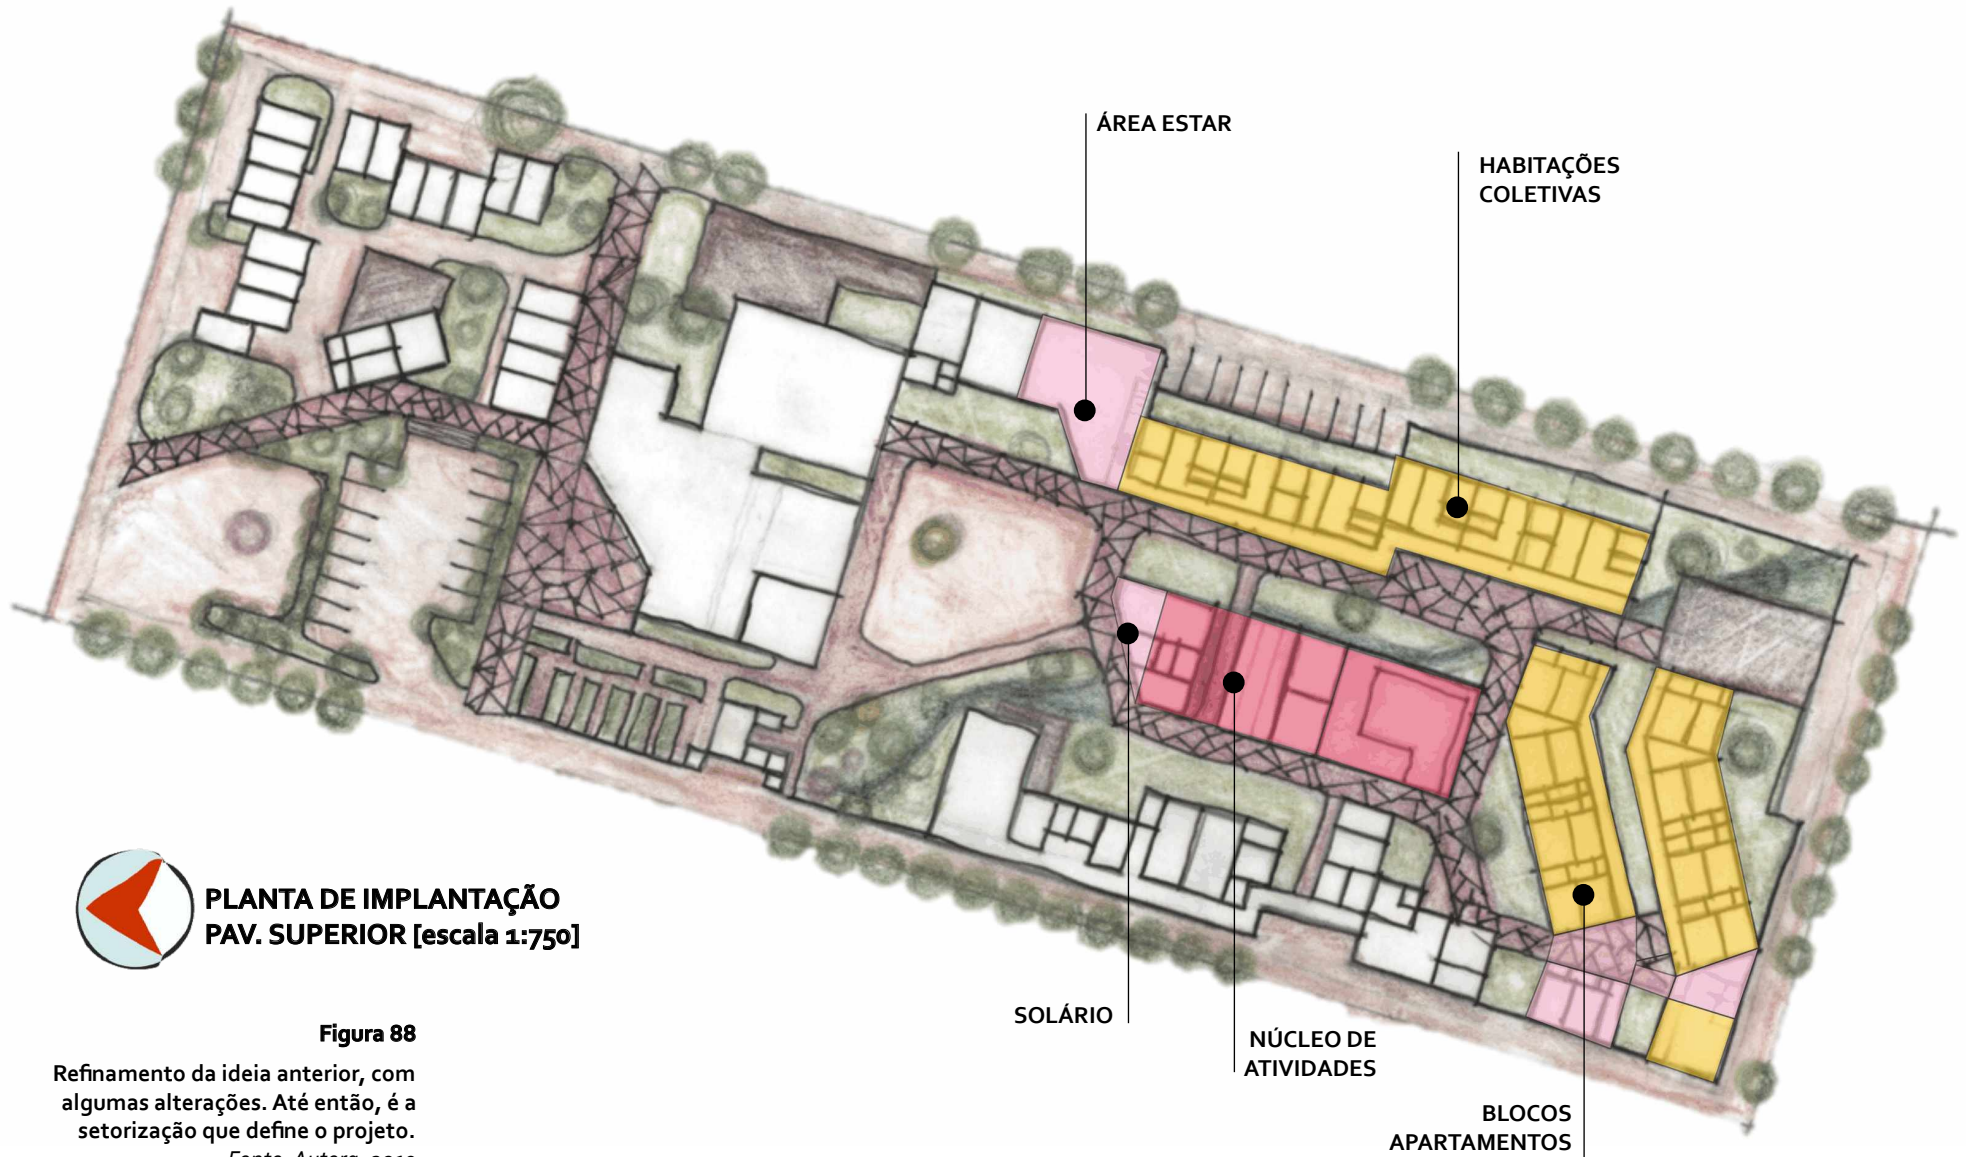 ÁREA ESTAR
HABITAÇÕES
COLETIVAS
PLANTA DE IMPLANTAÇÃO
PAV. SUPERIOR [escala 1:750]
SOLÁRIO
NÚCLEO DE
ATIVIDADES
BLOCOS
APARTAMENTOS
Figura 88
Refinamento da ideia anterior, com
algumas alterações. Até então, é a
setorização que define o projeto.